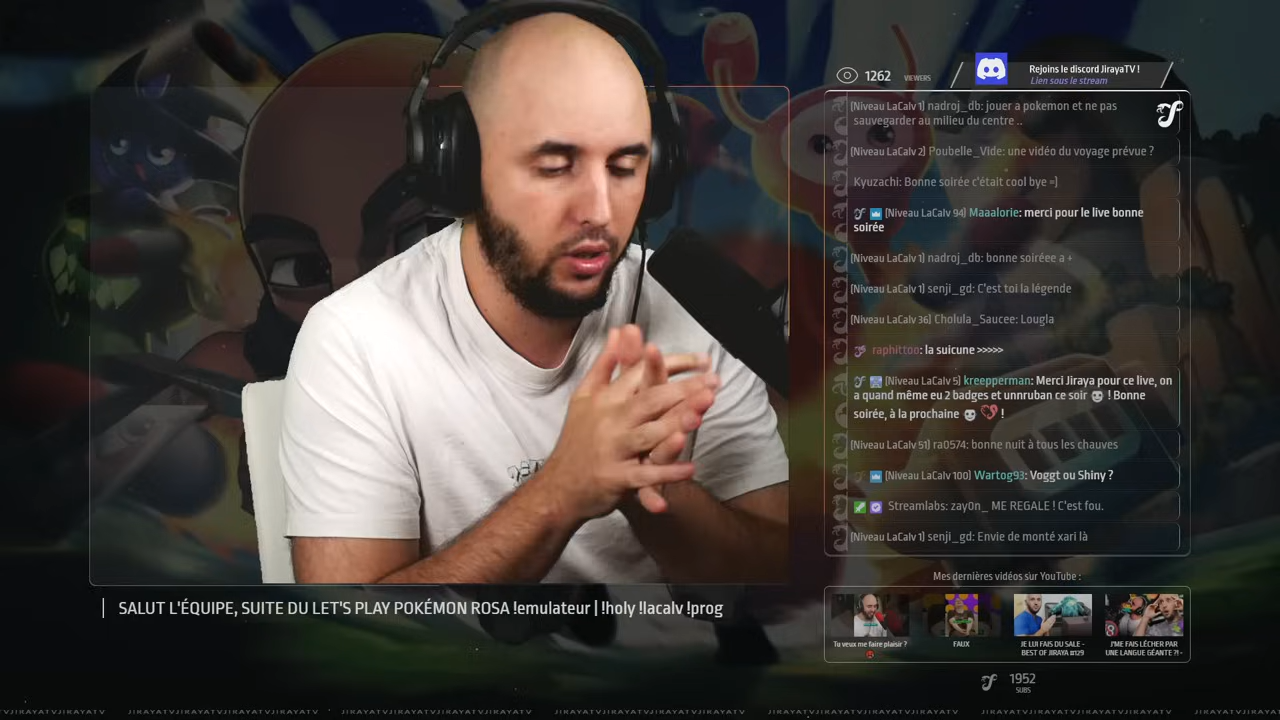 1262 VIEWERS
Rejoins le discord JirayaTV !
Lien sous le stream
[Niveau LaCalv 1] nadroj_db: jouer a pokemon et ne pas
sauvegarder au milieu du centre ..
[Niveau LaCalv 2] Poubelle_Vide: une vidéo du voyage prévue ?
Kyuzachi: Bonne soirée c'était cool bye =]
[Niveau LaCalv 94] Maaalorie: merci pour le live bonne
soirée
[Niveau LaCalv 1] nadroj_db: bonne soiréee a +
[Niveau LaCalv 1] senji_gd: C'est toi la légende
[Niveau LaCalv 36] Cholula_Saucee: Lougla
raphittoo: la suicune >>>>>
[Niveau LaCalv 5] kreepperman: Merci Jiraya pour ce live, on
a quand même eu 2 badges et unnruban ce soir ! Bonne
soirée, à la prochaine !
[Niveau LaCalv 51] ra0574: bonne nuit à tous les chauves
[Niveau LaCalv 100] Wartog93: Voggt ou Shiny ?
Streamlabs: zay0n_ ME REGALE ! C'est fou.
[Niveau LaCalv 1] senji_gd: Envie de monté xari là
Mes dernières vidéos sur YouTube :
Tu veux me faire plaisir ?
FAUX
JE LUI FAIS DU SALE -
BEST OF JIRAYA #129
J'ME FAIS LÉCHER PAR
UNE LANGUE GÉANTE ?! -
SALUT L'ÉQUIPE, SUITE DU LET'S PLAY POKÉMON ROSA !emulateur | !holy !lacalv !prog
1952
SUBS
JIRAYATVJIRAYATV JIRAYATVJIRAYATV JIRAYATVJIRAYATV JIRAYATVJIRAYATV JIRAYATVJIRAYATV